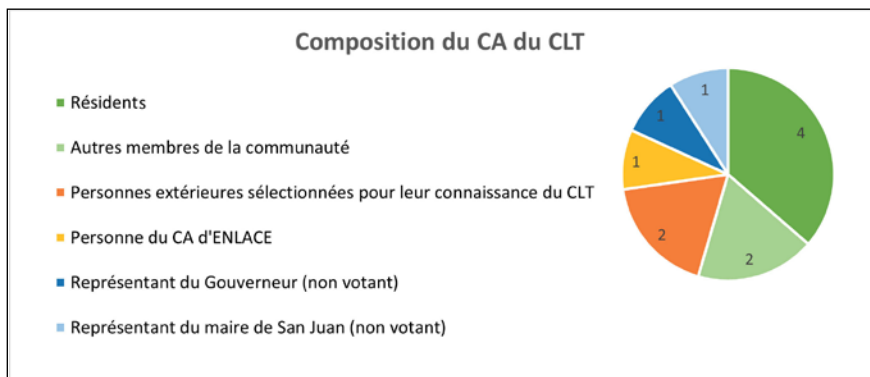 Composition du CA du CLT
Résidents
Autres membres de la communauté
Personnes extérieures sélectionnées pour leur connaissance du CLT
Personne du CA d'ENLACE
Représentant du Gouverneur (non votant)
Représentant du maire de San Juan (non votant)
1
1
4
1
2
2